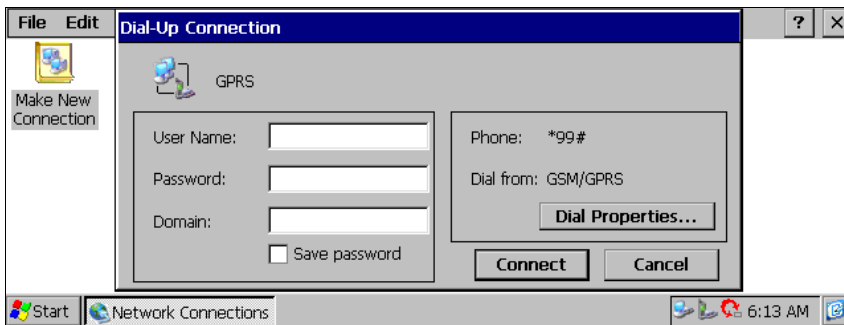 File Edit
Dial-Up Connection
?
×
GPRS
Make New
Connection
User Name:
Password:
Domain:
Save password
Phone: *99#
Dial from: GSM/GPRS
Dial Properties...
Connect Cancel
Start Network Connections 6:13 AM